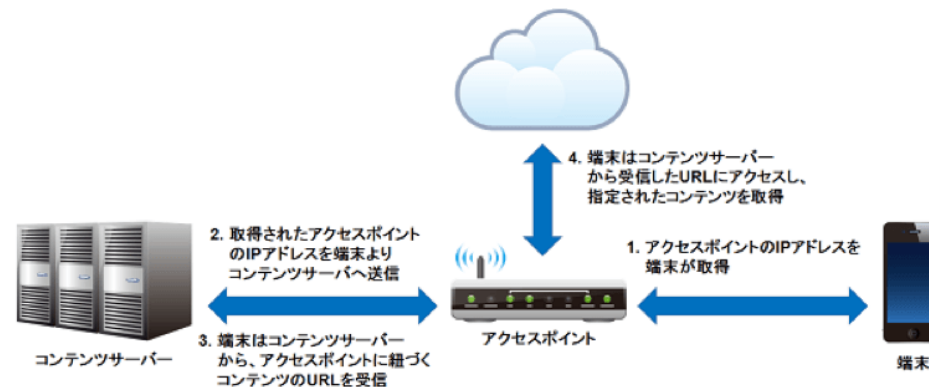 4. 端末はコンテンツサーバー
から受信したURLにアクセスし、
指定されたコンテンツを取得
2. 取得されたアクセスポイント
のIPアドレスを端末より
コンテンツサーバへ送信
1. アクセスポイントのIPアドレスを
端末が取得
アクセスポイント
コンテンツサーバー
3. 端末はコンテンツサーバー
から、アクセスポイントに紐づく
コンテンツのURLを受信
端末